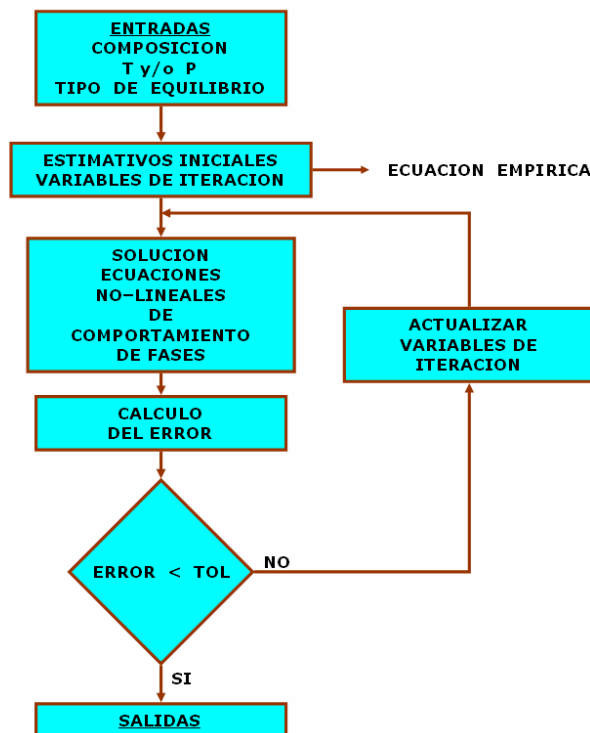 ENTRADAS
COMPOSICION
T y/o P
TIPO DE EQUILIBRIO
ESTIMATIVOS INICIALES
VARIABLES DE ITERACION
ECUACION EMPIRICA
SOLUCION
ECUACIONES
NO-LINEALES
DE
COMPORTAMIENTO
DE FASES
ACTUALIZAR
VARIABLES DE
ITERACION
CALCULO
DEL ERROR
ERROR < TOL
NO
SI
SALIDAS